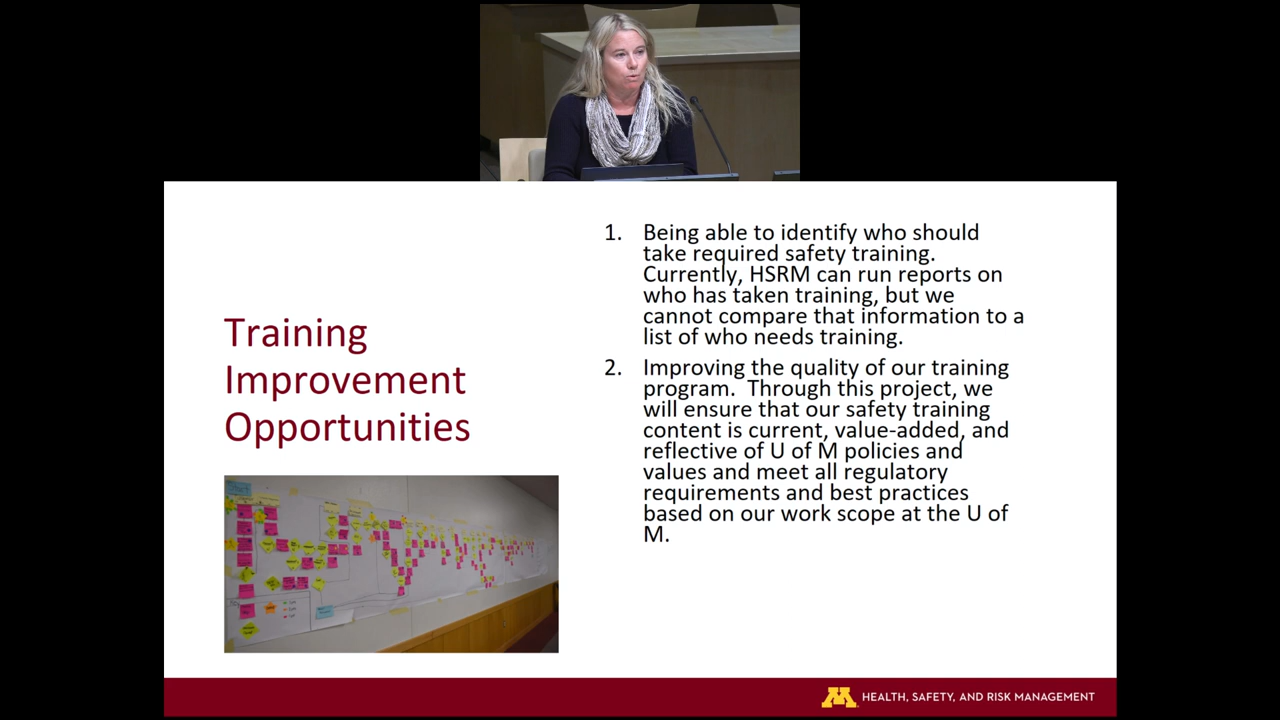 Training
Improvement
Opportunities
1. Being able to identify who should
take required safety training.
Currently, HSRM can run reports on
who has taken training, but we
cannot compare that information to a
list of who needs training.
2. Improving the quality of our training
program. Through this project, we
will ensure that our safety training
content is current, value-added, and
reflective of U of M policies and
values and meet all regulatory
requirements and best practices
based on our work scope at the U of
M.
M HEALTH, SAFETY, AND RISK MANAGEMENT